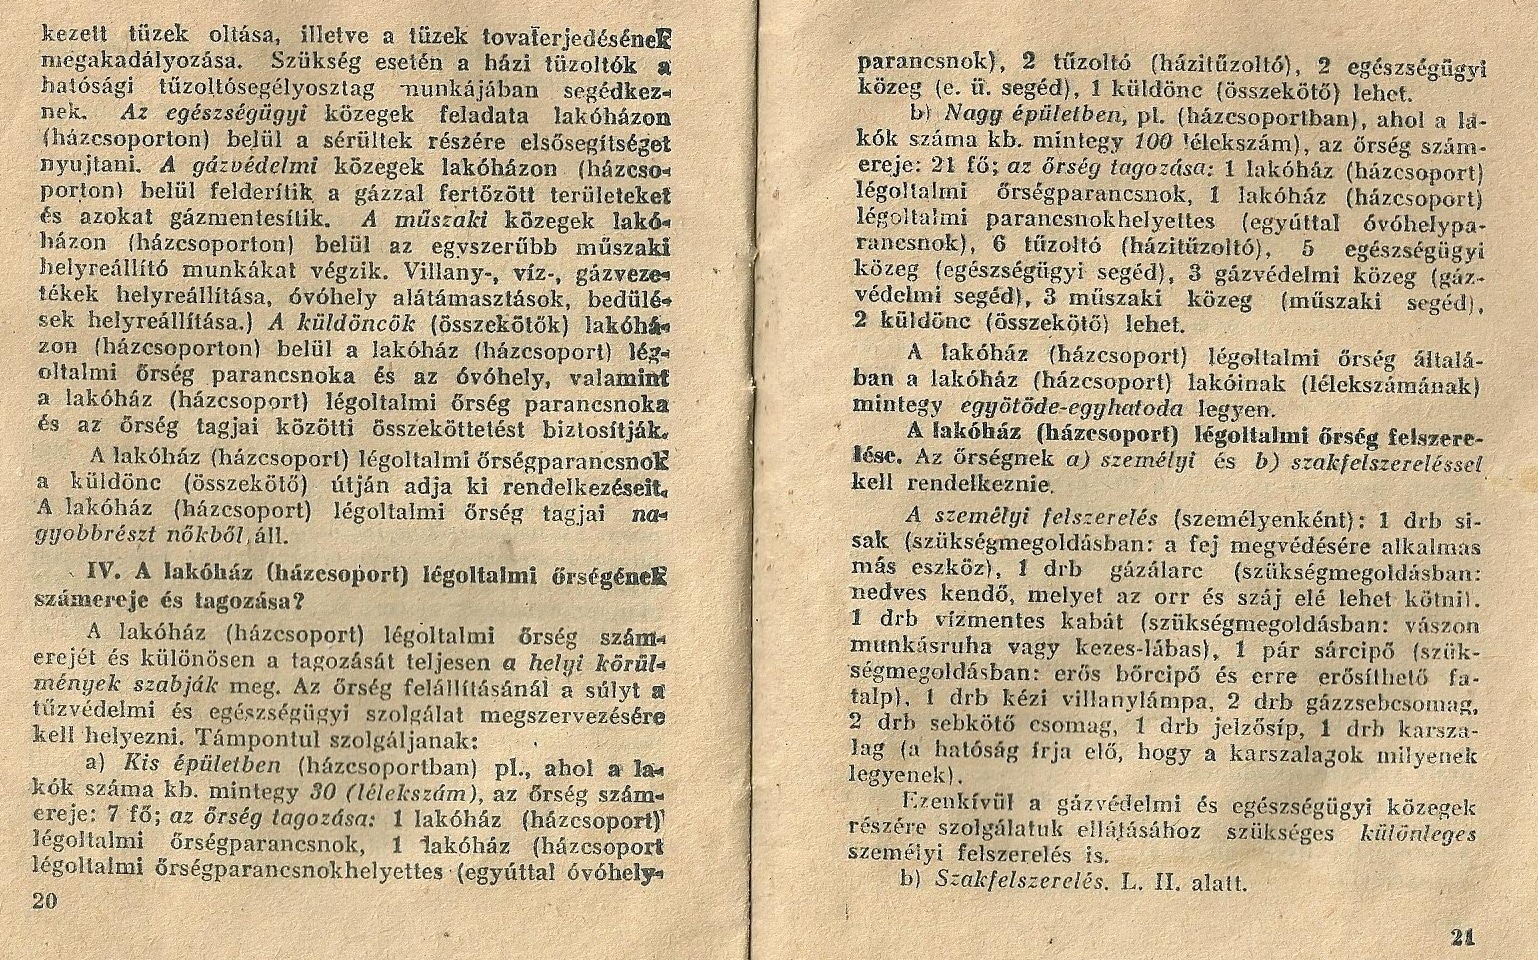 kezett tüzek oltása, illetve a tüzek tovaterjedésének
megakadályozása. Szükség esetén a házi tüzoltók a
hatósági tűzoltósegélyosztag munkájában segédkez-
nek. Az egészségügyi közegek feladata lakóházon
(házcsoporton) belül a sérültek részére elsősegítséget
nyujtani. A gázvédelmi közegek lakóházon (házcso-
porton) belül felderítik a gázzal fertőzött területeket
és azokat gázmentesítik. A műszaki közegek lakó-
házon (házcsoporton) belül az egyszerűbb műszaki
helyreállító munkákat végzik. Villany-, víz-, gázveze-
tékek helyreállítása, óvóhely alátámasztások, bedülé-
sek helyreállítása.) A küldöncök (összekötők) lakóhá-
zon (házcsoporton) belül a lakóház (házcsoport) lég-
oltalmi őrség parancsnoka és az óvóhely, valamint
a lakóház (házcsoport) légoltalmi őrség parancsnoka
és az őrség tagjai közötti összeköttetést biztosítják.
A lakóház (házcsoport) légoltalmi őrségparancsnok
a küldönc (összekötő) útján adja ki rendelkezéseit.
A lakóház (házcsoport) légoltalmi őrség tagjai na-
gyobbrészt nőkből áll.
IV. A lakóház (házcsoport) légoltalmi őrségének
számereje és tagozása?
A lakóház (házcsoport) légoltalmi őrség szám-
erejét és különösen a tagozását teljesen a helyi körül-
mények szabják meg. Az őrség felállításánál a súlyt a
tűzvédelmi és egészségügyi szolgálat megszervezésére
kell helyezni. Támpontul szolgáljanak:
a) Kis épületben (házcsoportban) pl., ahol a la-
kók száma kb. mintegy 30 (lélekszám), az őrség szám-
ereje: 7 fő; az őrség tagozása: 1 lakóház (házcsoport)
légoltalmi őrségparancsnok, 1 lakóház (házcsoport
légoltalmi őrségparancsnokhelyettes (egyúttal óvóhely-
20
parancsnok), 2 tűzoltó (házitűzoltó), 2 egészségügyi
közeg (e. ü. segéd), 1 küldönc (összekötő) lehet.
b) Nagy épületben, pl. (házcsoportban), ahol a la-
kók száma kb. mintegy 100 lélekszám), az őrség szám-
ereje: 21 fő; az őrség tagozása: 1 lakóház (házcsoport)
légoltalmi őrségparancsnok, 1 lakóház (házcsoport)
légoltalmi parancsnokhelyettes (egyúttal óvóhelypa-
rancsnok), 6 tűzoltó (házitűzoltó), 5 egészségügyi
közeg (egészségügyi segéd), 3 gázvédelmi közeg (gáz-
védelmi segéd), 3 műszaki közeg (műszaki segéd),
2 küldönc (összekötő) lehet.
A lakóház (házcsoport) légoltalmi őrség általá-
ban a lakóház (házcsoport) lakóinak (lélekszámának)
mintegy egyötöde-egyhatoda legyen.
A lakóház (házcsoport) légoltalmi őrség felszere-
lése. Az őrségnek a) személyi és b) szakfelszereléssel
kell rendelkeznie.
A személyi felszerelés (személyenként): 1 drb si-
sak (szükségmegoldásban: a fej megvédésére alkalmas
más eszköz), 1 drb gázálarc (szükségmegoldásban:
nedves kendő, melyet az orr és száj elé lehet kötni).
1 drb vízmentes kabát (szükségmegoldásban: vászon
munkásruha vagy kezes-lábas), 1 pár sárcipő (szük-
ségmegoldásban: erős bőrcipő és erre erősíthető fa-
talp), 1 drb kézi villanylámpa, 2 drb gázzsebcsomag,
2 drb sebkötő csomag, 1 drb jelzősíp, 1 drb karsza-
lag (a hatóság írja elő, hogy a karszalagok milyenek
legyenek).
Ezenkívül a gázvédelmi és egészségügyi közegek
részére szolgálatuk ellátásához szükséges különleges
személyi felszerelés is.
b) Szakfelszerelés. L. II. alatt.
21